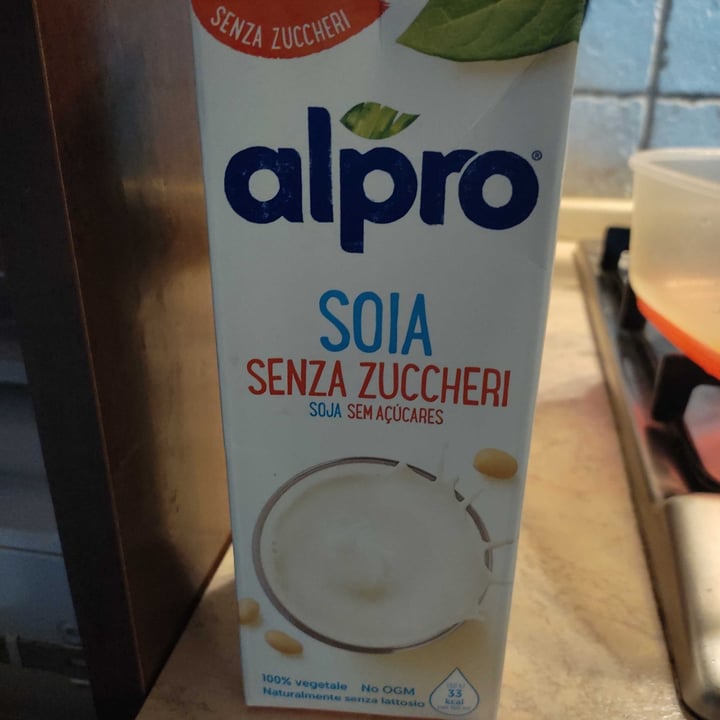 SENZA ZUCCHERI
alpro®
SOIA
SENZA ZUCCHERI
SOJA SEM AÇÚCARES
100% vegetale No OGM
Naturalmente senza lattosio
33
kcal